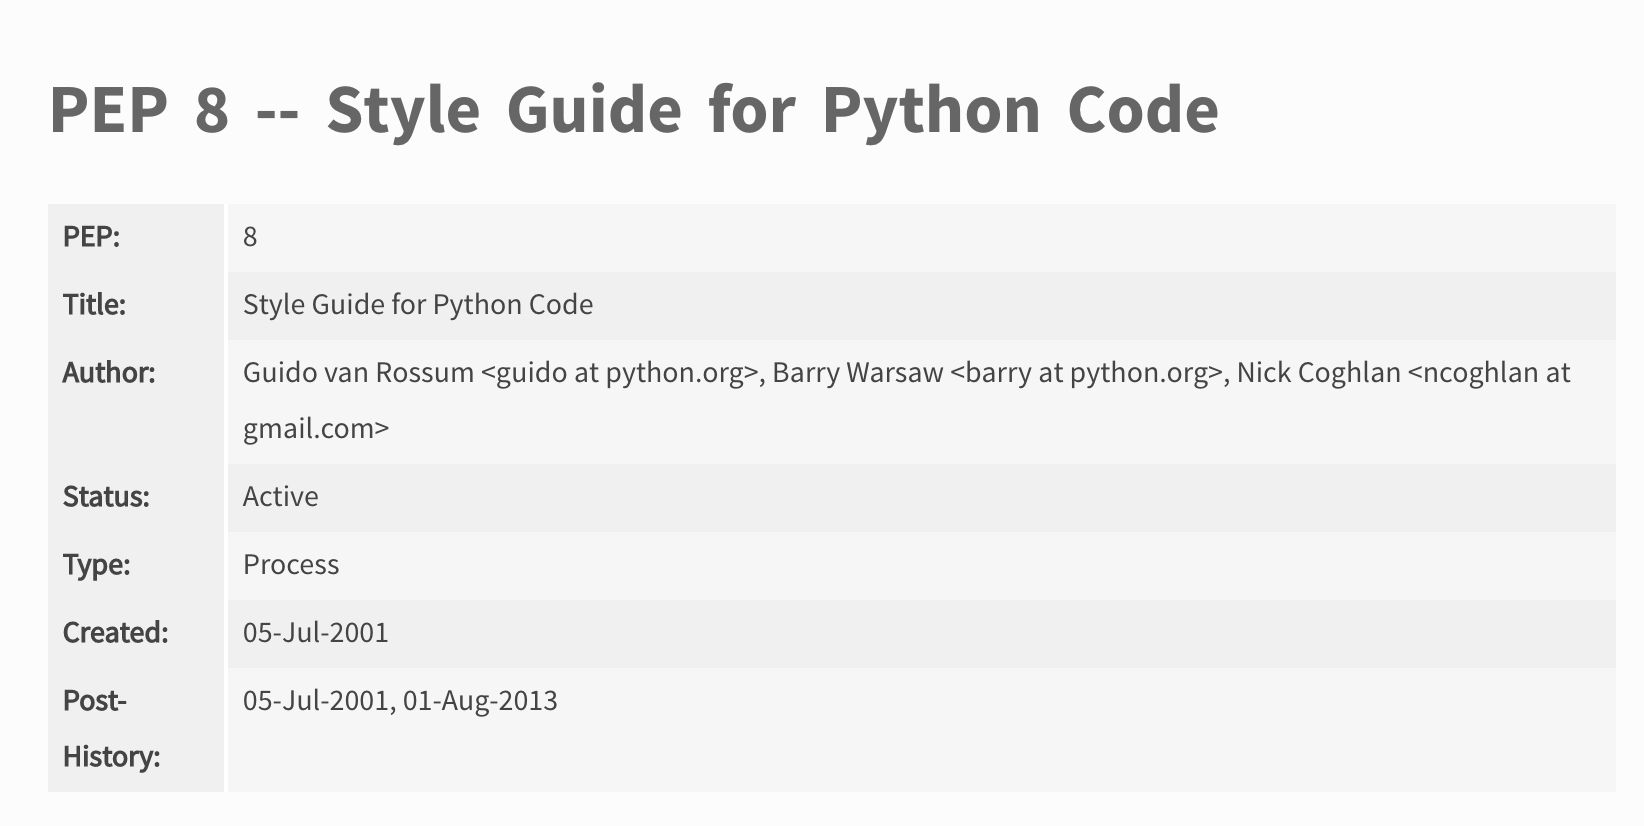 PEP 8 -- Style Guide for Python Code
PEP: 8
Title: Style Guide for Python Code
Author: Guido van Rossum <guido at python.org>, Barry Warsaw <barry at python.org>, Nick Coghlan <ncoghlan at
gmail.com>
Status: Active
Type: Process
Created: 05-Jul-2001
Post- 05-Jul-2001, 01-Aug-2013
History: